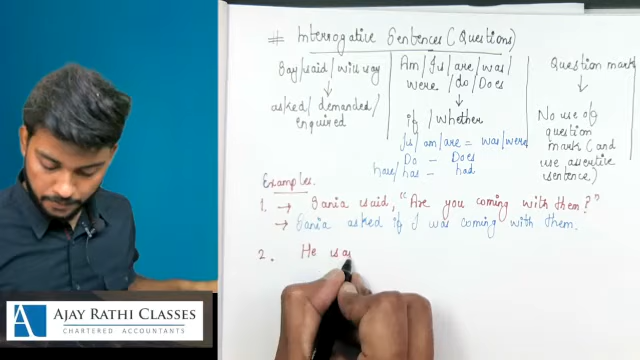 # Interrogative Sentences (Questions)
Say/said/will say
↓
asked/demanded/
enquired
Am/Is/are/was/
were/do/Does
↓
if/whether
Is/am/are = was/were
Do - Does
have/has - had
Question mark
↓
No use of
question
mark (and
use assertive
sentence)
Examples.
1. → Sania said, "Are you coming with them?"
→ Sania asked if I was coming with them.
2. He sa
AJAY RATHI CLASSES
CHARTERED ACCOUNTANTS